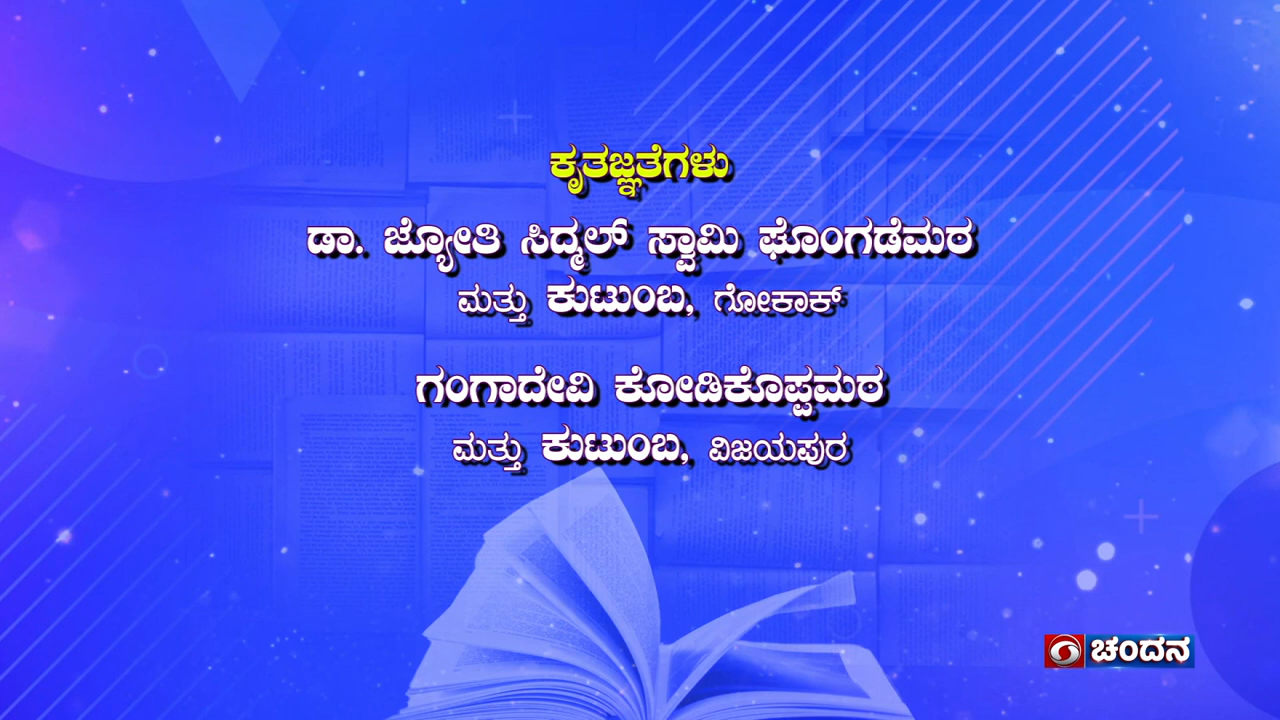 ಕೃತಜ್ಞತೆಗಳು
ಡಾ. ಜ್ಯೋತಿ ಸಿದ್ಮಲ್ ಸ್ವಾಮಿ ಘೊಂಗಡೆಮಠ
ಮತ್ತು ಕುಟುಂಬ, ಗೋಕಾಕ್
ಗಂಗಾದೇವಿ ಕೋಡಿಕೊಪ್ಪಮಠ
ಮತ್ತು ಕುಟುಂಬ, ವಿಜಯಪುರ
ಚಂದನ